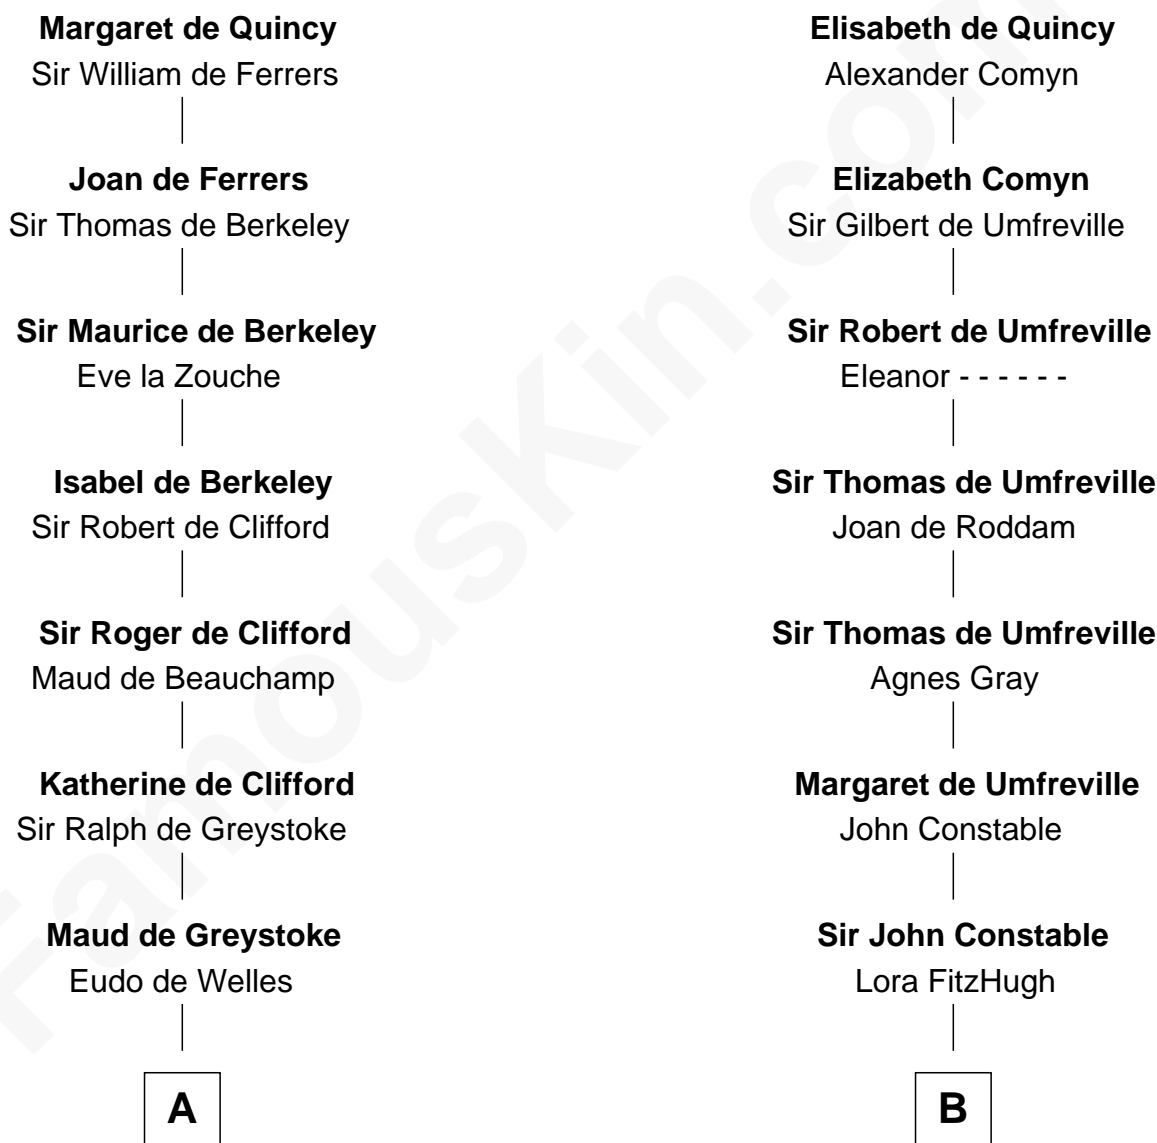 Margaret de Quincy
Sir William de Ferrers
Joan de Ferrers
Sir Thomas de Berkeley
Sir Maurice de Berkeley
Eve la Zouche
Isabel de Berkeley
Sir Robert de Clifford
Sir Roger de Clifford
Maud de Beauchamp
Katherine de Clifford
Sir Ralph de Greystoke
Maud de Greystoke
Eudo de Welles
A
Elisabeth de Quincy
Alexander Comyn
Elizabeth Comyn
Sir Gilbert de Umfreville
Sir Robert de Umfreville
Eleanor - - - - - -
Sir Thomas de Umfreville
Joan de Roddam
Sir Thomas de Umfreville
Agnes Gray
Margaret de Umfreville
John Constable
Sir John Constable
Lora FitzHugh
B
FamousKin.com